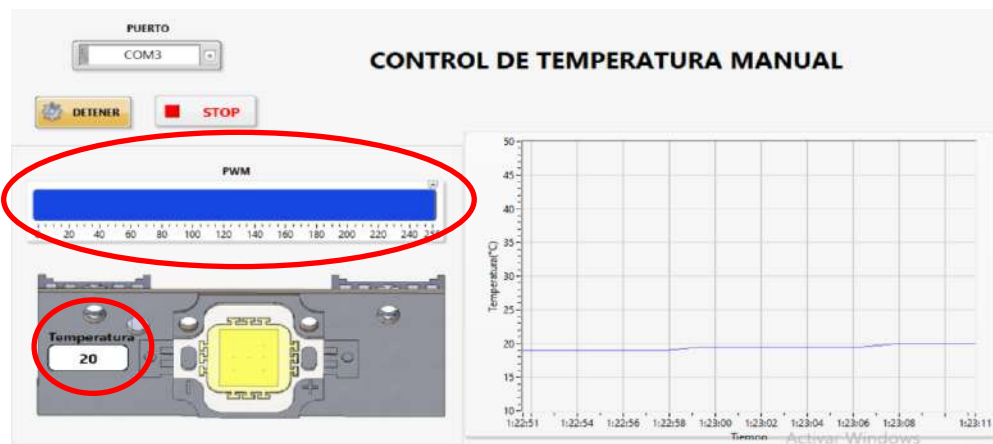 PUERTO
COM3
CONTROL DE TEMPERATURA MANUAL
DETENER
STOP
PWM
20 40 60 80 100 120 140 160 180 200 220 240
Temperatura
20
Temperatura(°C)
50
45
40
35
30
25
20
15
10
1:22:51 1:22:54 1:22:56 1:22:58 1:23:00 1:23:02 1:23:04 1:23:06 1:23:08 1:23:11
Activar Windows